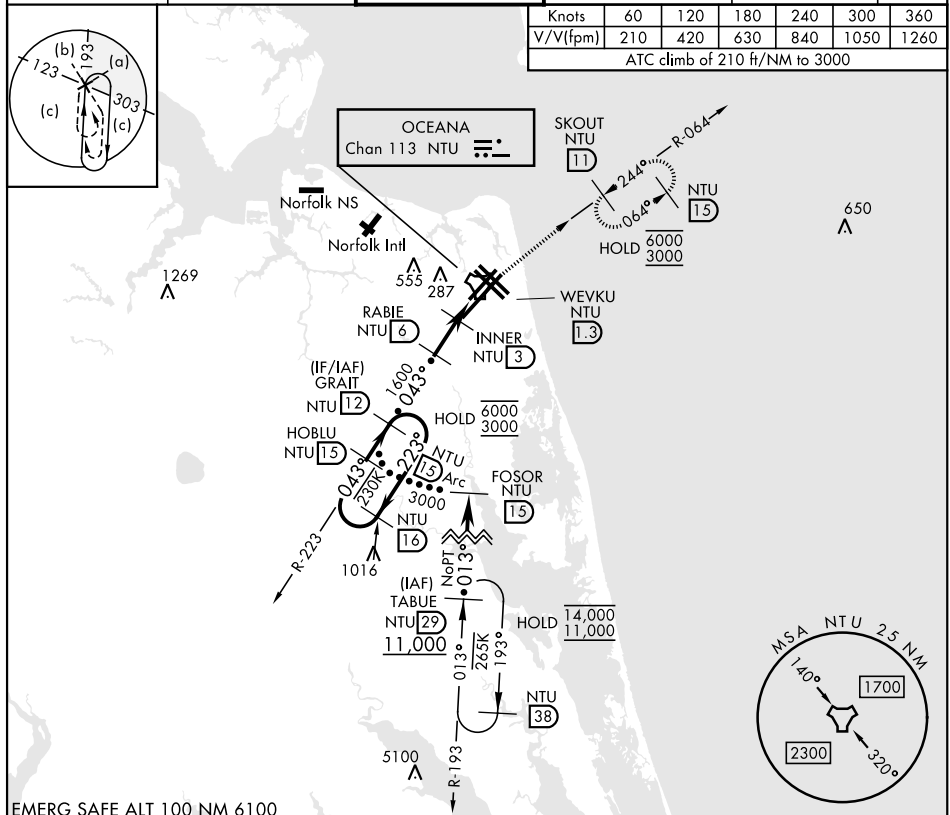 Knots 60 120 180 240 300 360
V/V(fpm) 210 420 630 840 1050 1260
ATC climb of 210 ft/NM to 3000
(b) 193 (a)
123
303
(c) (c)
OCEANA
Chan 113 NTU
SKOUT
NTU
11
R-064
244°
064°
NTU
15
HOLD 6000
3000
Norfolk NS
Norfolk Intl
650
1269
555
287
WEVKU
NTU
1.3
RABIE
NTU 6
INNER
NTU 3
(IF/IAF)
GRAIT
NTU 12
1600
043°
HOLD 6000
3000
HOBLU
NTU 15
043°
230K
223°
NTU
15 Arc
3000
FOSOR
NTU
15
NTU
16
R-223
1016
NoPT
013°
(IAF)
TABUE
NTU 29
11,000
HOLD 14,000
11,000
013°
265K
193°
NTU
38
5100
R-193
MSA NTU 25 NM
140°
1700
2300
320°
EMERG SAFE ALT 100 NM 6100